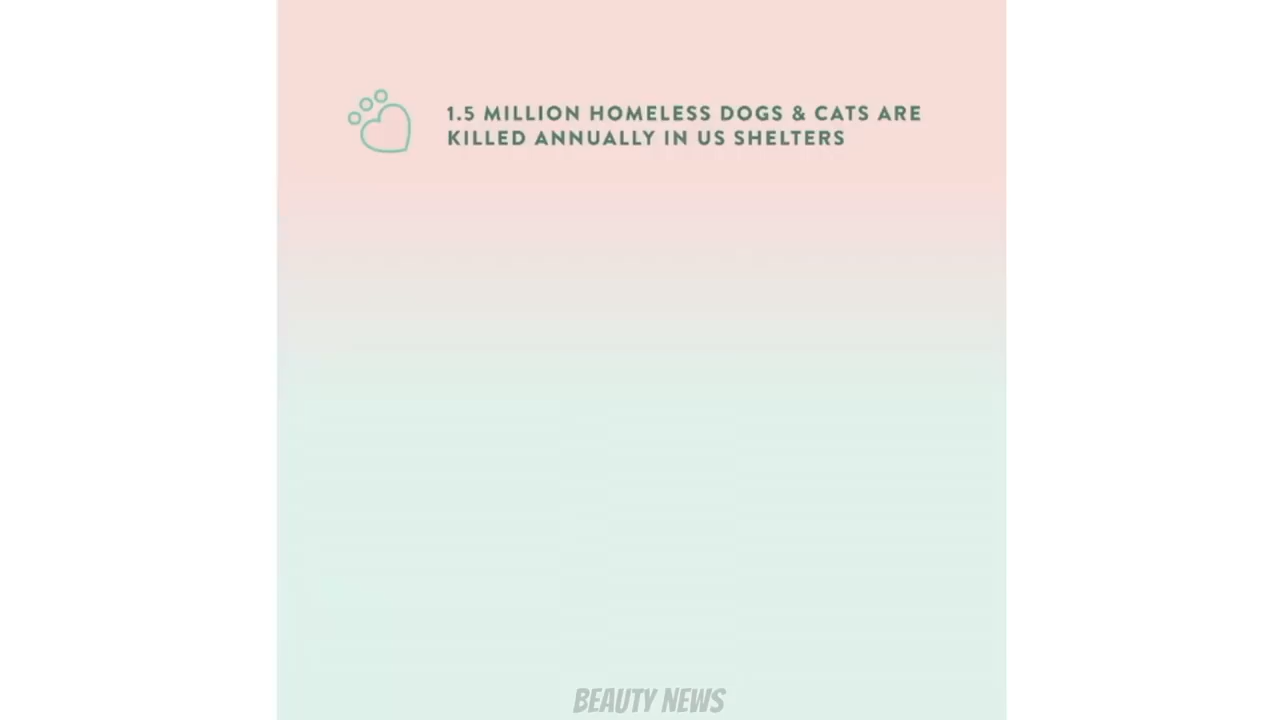 1.5 MILLION HOMELESS DOGS & CATS ARE
KILLED ANNUALLY IN US SHELTERS
BEAUTY NEWS